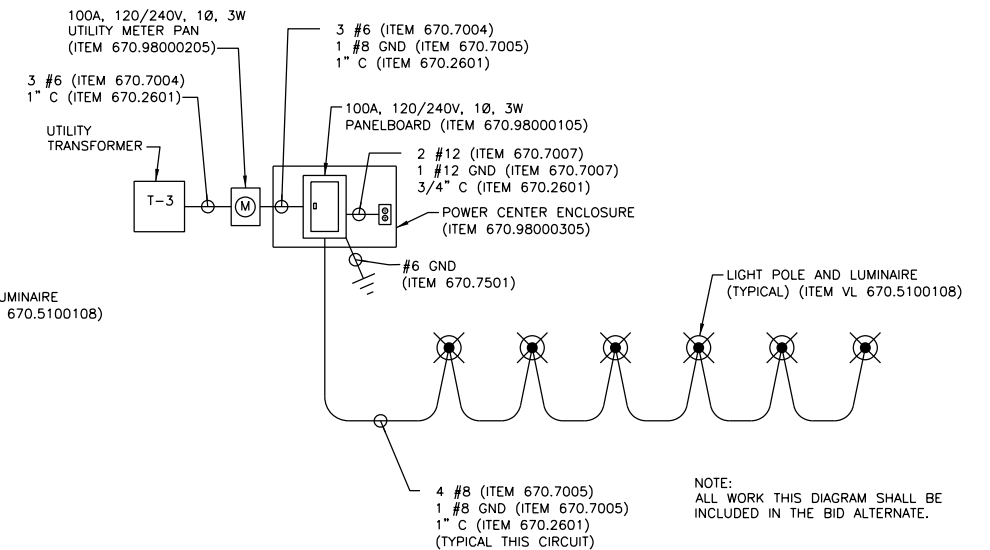 100A, 120/240V, 1Ø, 3W
UTILITY METER PAN
(ITEM 670.98000205)
3 #6 (ITEM 670.7004)
1 #8 GND (ITEM 670.7005)
1" C (ITEM 670.2601)
3 #6 (ITEM 670.7004)
1" C (ITEM 670.2601)
100A, 120/240V, 1Ø, 3W
PANELBOARD (ITEM 670.98000105)
UTILITY
TRANSFORMER
2 #12 (ITEM 670.7007)
1 #12 GND (ITEM 670.7007)
3/4" C (ITEM 670.2601)
T-3
M
POWER CENTER ENCLOSURE
(ITEM 670.98000305)
#6 GND
(ITEM 670.7501)
LIGHT POLE AND LUMINAIRE
(TYPICAL) (ITEM VL 670.5100108)
UMINAIRE
670.5100108)
4 #8 (ITEM 670.7005)
1 #8 GND (ITEM 670.7005)
1" C (ITEM 670.2601)
(TYPICAL THIS CIRCUIT)
NOTE:
ALL WORK THIS DIAGRAM SHALL BE
INCLUDED IN THE BID ALTERNATE.